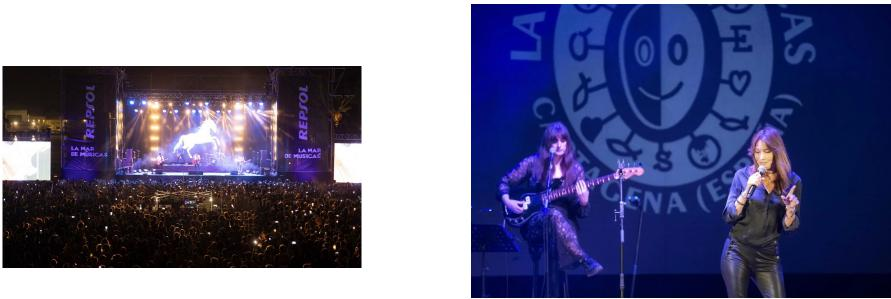 REPSOL
LA MAR
DE MÚSICAS
REPSOL
LA MAR
DE MÚSICAS
LA
AS
CARTAGENA (ESPAÑA)